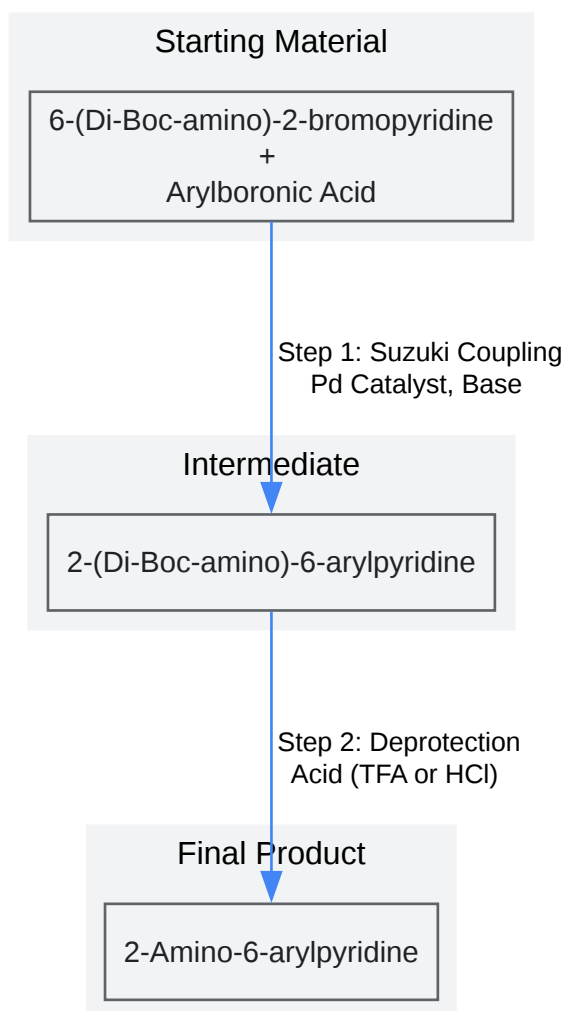 Starting Material
6-(Di-Boc-amino)-2-bromopyridine
+
Arylboronic Acid
Step 1: Suzuki Coupling
Pd Catalyst, Base
Intermediate
2-(Di-Boc-amino)-6-arylpyridine
Step 2: Deprotection
Acid (TFA or HCl)
Final Product
2-Amino-6-arylpyridine